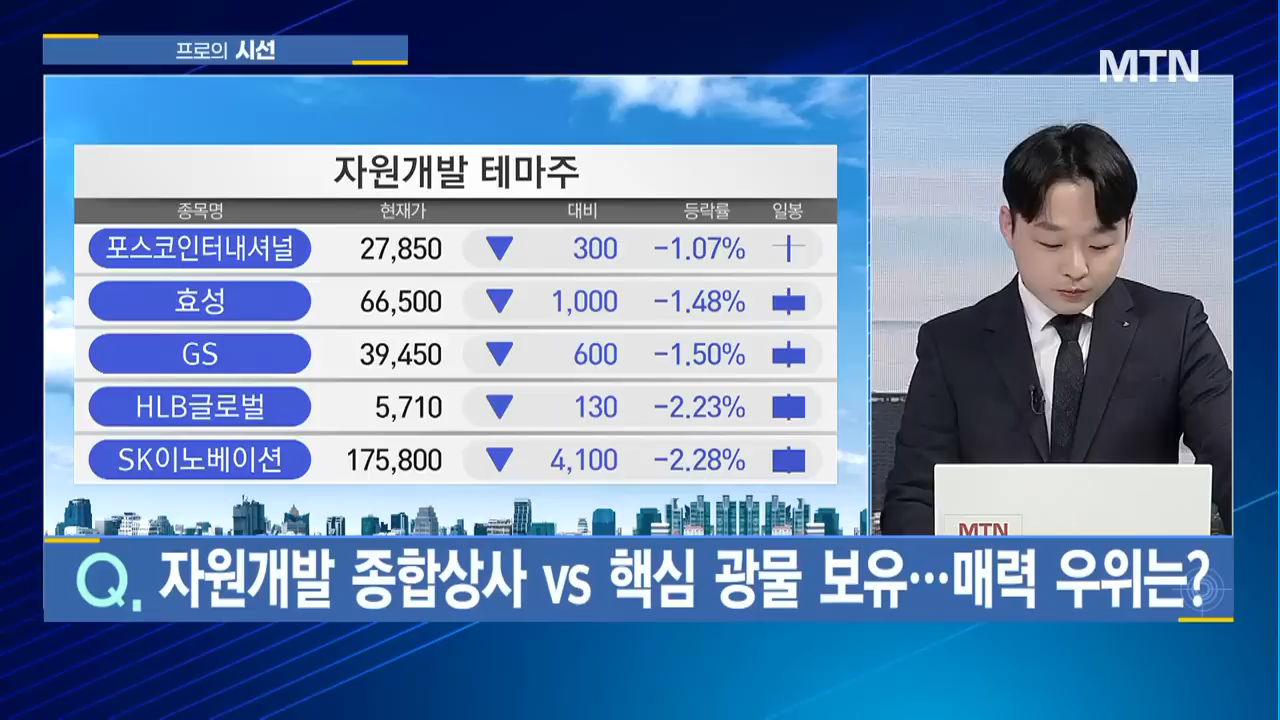 프로의 시선
MTN
자원개발 테마주
종목명 현재가 대비 등락률 일봉
포스코인터내셔널 27,850 ▼ 300 -1.07%
효성 66,500 ▼ 1,000 -1.48%
GS 39,450 ▼ 600 -1.50%
HLB글로벌 5,710 ▼ 130 -2.23%
SK이노베이션 175,800 ▼ 4,100 -2.28%
MTN
Q. 자원개발 종합상사 vs 핵심 광물 보유…매력 우위는?